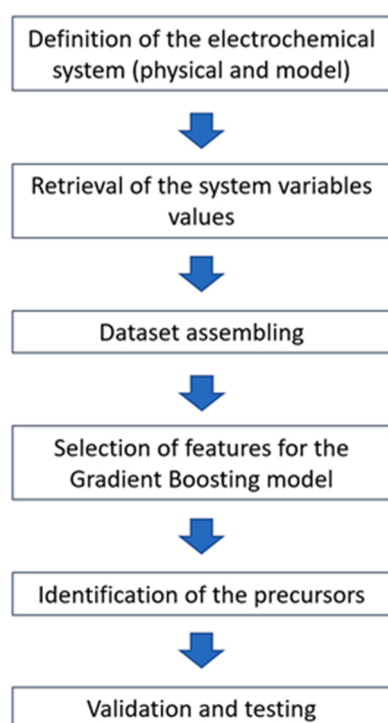 Definition of the electrochemical
system (physical and model)
Retrieval of the system variables
values
Dataset assembling
Selection of features for the
Gradient Boosting model
Identification of the precursors
Validation and testing